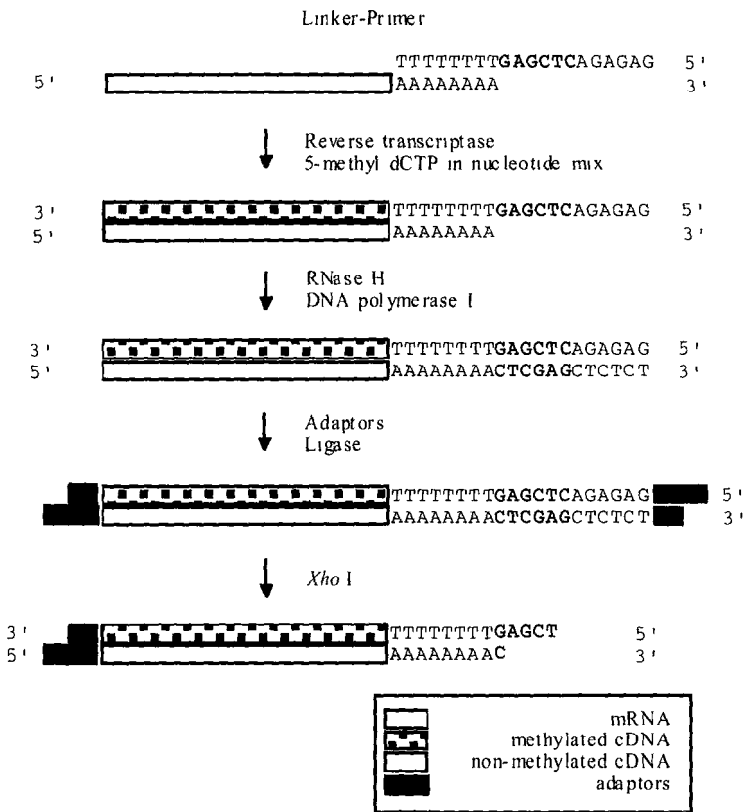 Linker-Primer
TTTTTTTTGAGCTCAGAGAG 5'
5' AAAAAAAA 3'
Reverse transcriptase
5-methyl dCTP in nucleotide mix
3' TTTTTTTTGAGCTCAGAGAG 5'
5' AAAAAAAA 3'
RNase H
DNA polymerase I
3' TTTTTTTTGAGCTCAGAGAG 5'
5' AAAAAAAACTCGAGCTCTCT 3'
Adaptors
Ligase
TTTTTTTTGAGCTCAGAGAG 5'
AAAAAAAACTCGAGCTCTCT 3'
Xho I
3' TTTTTTTTGAGCT 5'
5' AAAAAAAAC 3'
mRNA
methylated cDNA
non-methylated cDNA
adaptors